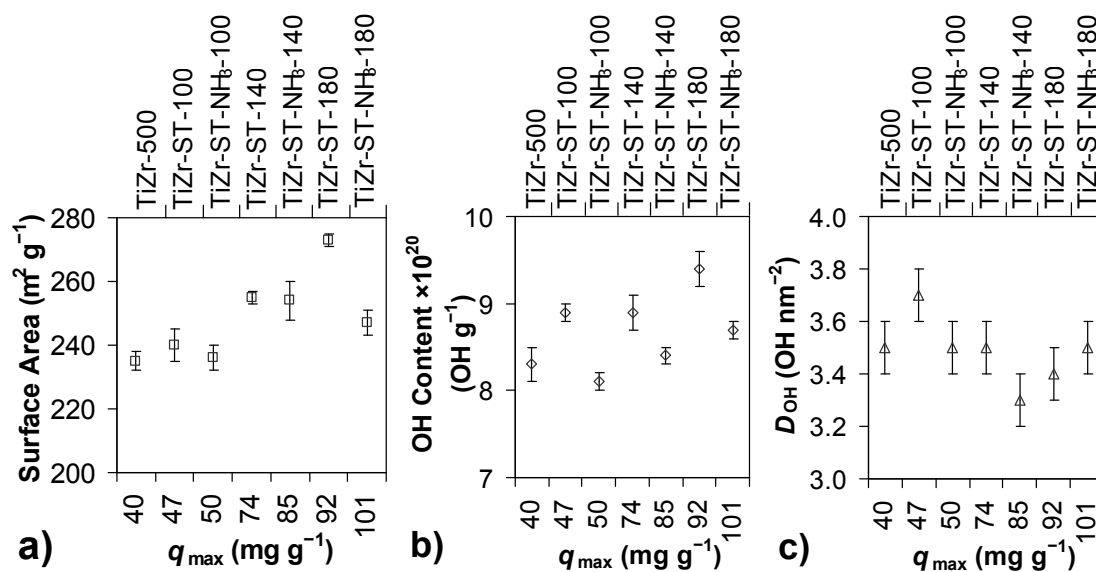 TiZr-500
TiZr-ST-100
TiZr-ST-NH₃-100
TiZr-ST-140
TiZr-ST-NH₃-140
TiZr-ST-180
TiZr-ST-NH₃-180
Surface Area (m² g⁻¹)
280
260
240
220
200
40
47
50
74
85
92
101
a)
qmax (mg g⁻¹)
TiZr-500
TiZr-ST-100
TiZr-ST-NH₃-100
TiZr-ST-140
TiZr-ST-NH₃-140
TiZr-ST-180
TiZr-ST-NH₃-180
OH Content ×10²⁰
(OH g⁻¹)
10
9
8
7
40
47
50
74
85
92
101
b)
qmax (mg g⁻¹)
TiZr-500
TiZr-ST-100
TiZr-ST-NH₃-100
TiZr-ST-140
TiZr-ST-NH₃-140
TiZr-ST-180
TiZr-ST-NH₃-180
DOH (OH nm⁻²)
4.0
3.8
3.6
3.4
3.2
3.0
40
47
50
74
85
92
101
c)
qmax (mg g⁻¹)